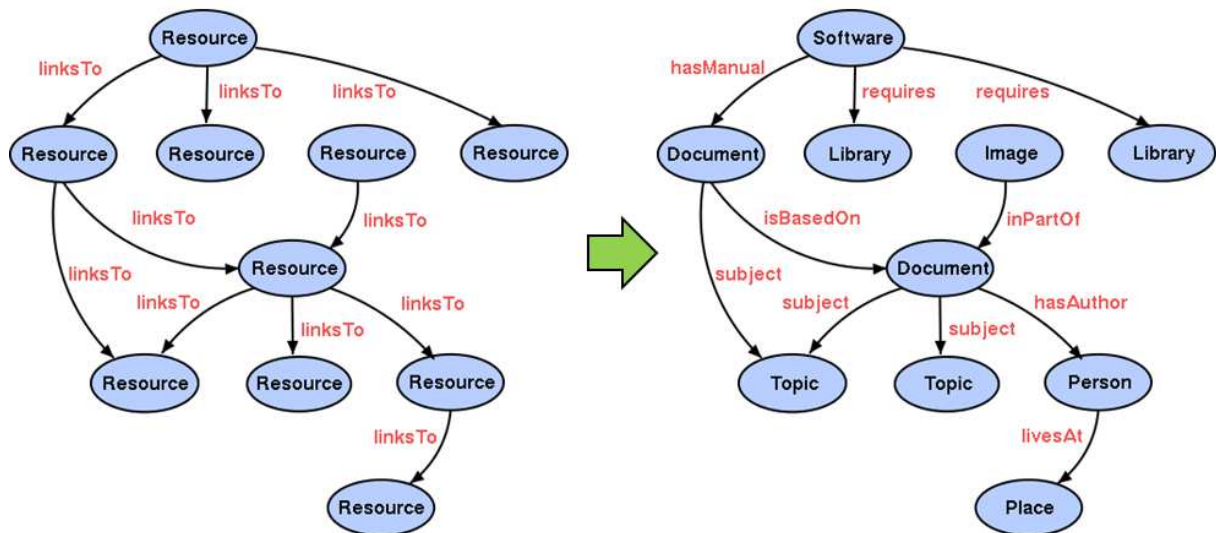 Resource
linksTo
linksTo
linksTo
Resource
Resource
Resource
Resource
linksTo
linksTo
linksTo
Resource
linksTo
linksTo
linksTo
Resource
Resource
Resource
linksTo
Resource
Software
hasManual
requires
requires
Document
Library
Image
Library
isBasedOn
inPartOf
subject
Document
subject
subject
hasAuthor
Topic
Topic
Person
livesAt
Place